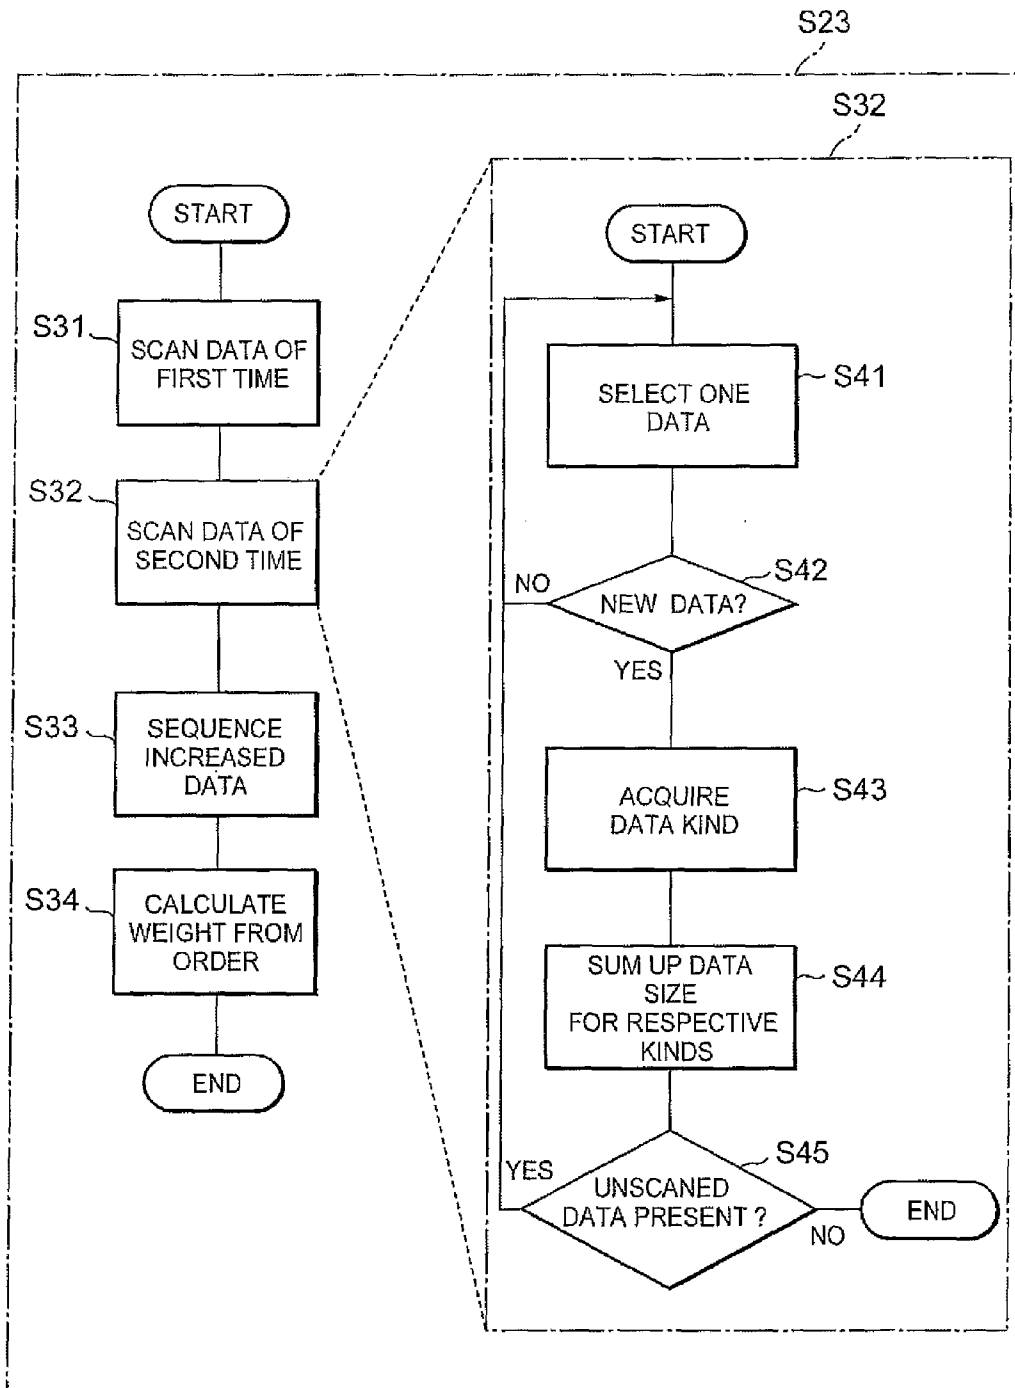 S23
S32
START
S31
SCAN DATA OF
FIRST TIME
S32
SCAN DATA OF
SECOND TIME
S33
SEQUENCE
INCREASED
DATA
S34
CALCULATE
WEIGHT FROM
ORDER
END
START
SELECT ONE
DATA
S41
NEW DATA?
S42
NO
YES
ACQUIRE
DATA KIND
S43
SUM UP DATA
SIZE
FOR RESPECTIVE
KINDS
S44
YES
UNSCANED
DATA PRESENT ?
S45
NO
END